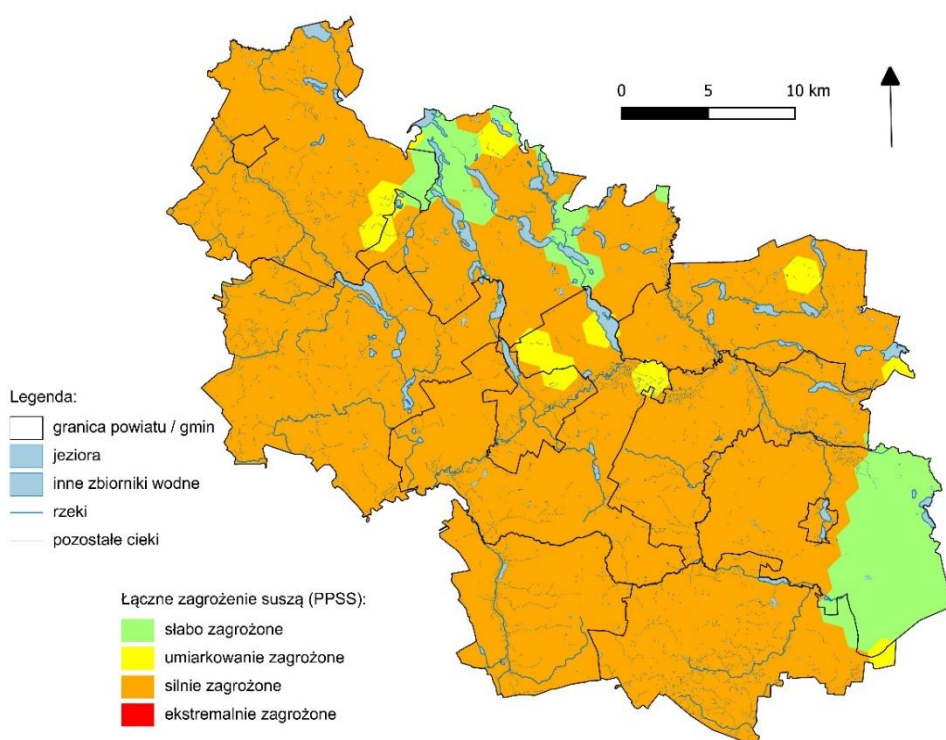 0 5 10 km
Legenda:
granica powiatu / gmin
jeziora
inne zbiorniki wodne
rzeki
pozostałe cieki
Łączne zagrożenie suszą (PPSS):
słabo zagrożone
umiarkowanie zagrożone
silnie zagrożone
ekstremalnie zagrożone